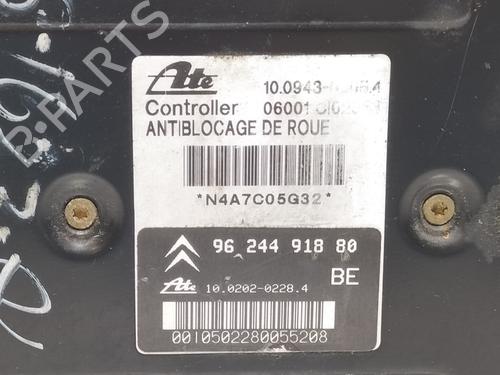 Ate
Controller
ANTIBLOCAGE DE ROUE
*N4A7C05G32*
96 244 918 80
Ate 10.0202-0228.4 BE
0010502280055208
B-PARTS